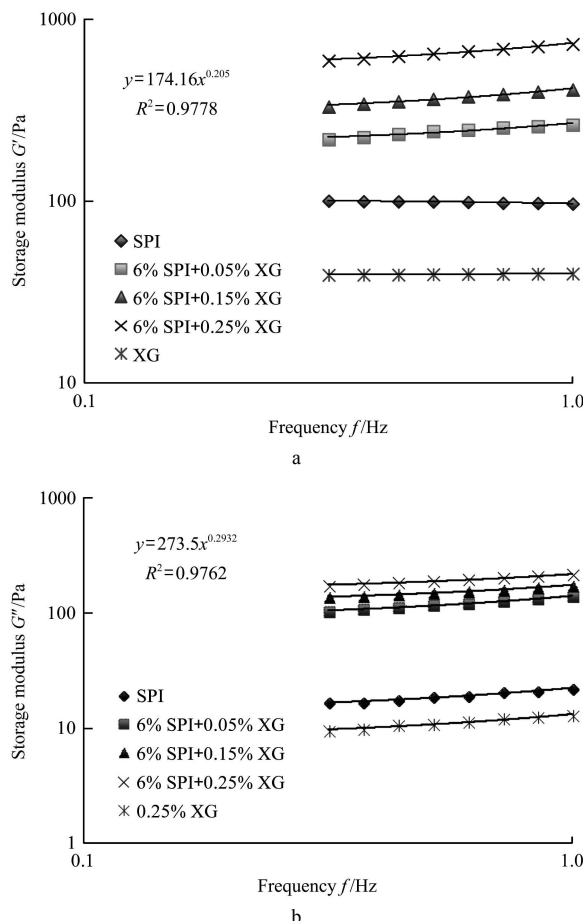 1000
y=174.16x^0.205
R²=0.9778
Storage modulus G′/Pa
100
SPI
6% SPI+0.05% XG
6% SPI+0.15% XG
6% SPI+0.25% XG
XG
10
0.1 1.0
Frequency f/Hz
a
1000
y=273.5x^0.2932
R²=0.9762
Storage modulus G″/Pa
100
SPI
6% SPI+0.05% XG
10
6% SPI+0.15% XG
6% SPI+0.25% XG
0.25% XG
1
0.1 1.0
Frequency f/Hz
b